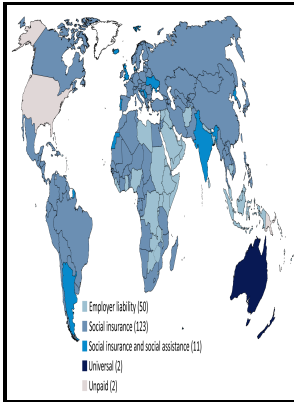 Employer liability (50)
Social insurance (123)
Social insurance and social assistance (11)
Universal (2)
Unpaid (2)